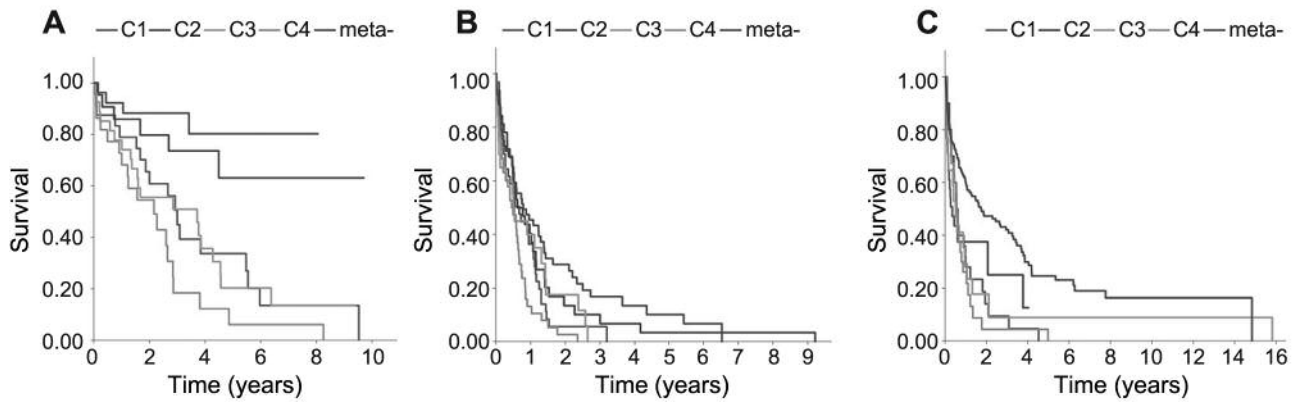 A
C1 C2 C3 C4 meta-
1.00
0.80
0.60
0.40
0.20
0.00
Survival
0 2 4 6 8 10
Time (years)
B
C1 C2 C3 C4 meta-
1.00
0.80
0.60
0.40
0.20
0.00
Survival
0 1 2 3 4 5 6 7 8 9
Time (years)
C
C1 C2 C3 C4 meta-
1.00
0.80
0.60
0.40
0.20
0.00
Survival
0 2 4 6 8 10 12 14 16
Time (years)